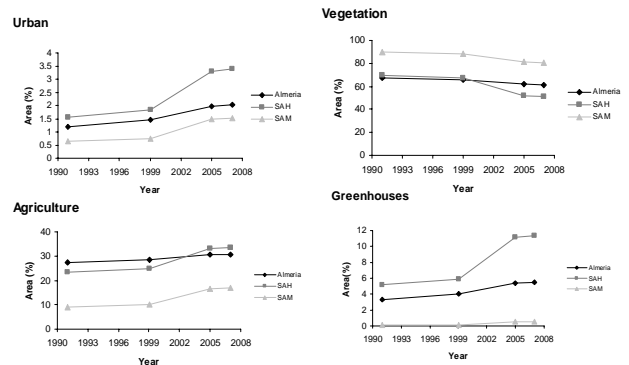 Urban
4
3.5
3
2.5
2
1.5
1
0.5
0
Area (%)
1990 1993 1996 1999 2002 2005 2008
Year
Almeria
SAH
SAM
Vegetation
100
80
60
40
20
0
Area (%)
1990 1993 1996 1999 2002 2005 2008
Year
Almeria
SAH
SAM
Agriculture
40
30
20
10
0
Area (%)
1990 1993 1996 1999 2002 2005 2008
Year
Almeria
SAH
SAM
Greenhouses
12
10
8
6
4
2
0
Area(%)
1990 1993 1996 1999 2002 2005 2008
Year
Almeria
SAH
SAM